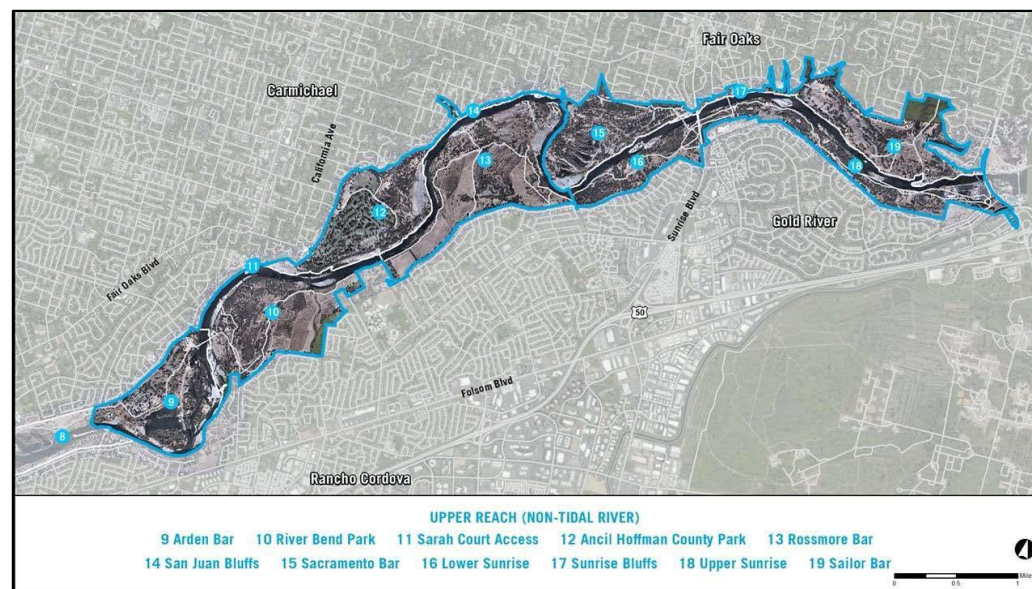 Fair Oaks
17
Carmichael
14
California Ave
15
13
16
19
18
12
Sunrise Blvd
Gold River
11
Fair Oaks Blvd
10
50
Folsom Blvd
9
8
Rancho Cordova
UPPER REACH (NON-TIDAL RIVER)
9 Arden Bar 10 River Bend Park 11 Sarah Court Access 12 Ancil Hoffman County Park 13 Rossmore Bar
14 San Juan Bluffs 15 Sacramento Bar 16 Lower Sunrise 17 Sunrise Bluffs 18 Upper Sunrise 19 Sailor Bar
Mile
0 0.5 1